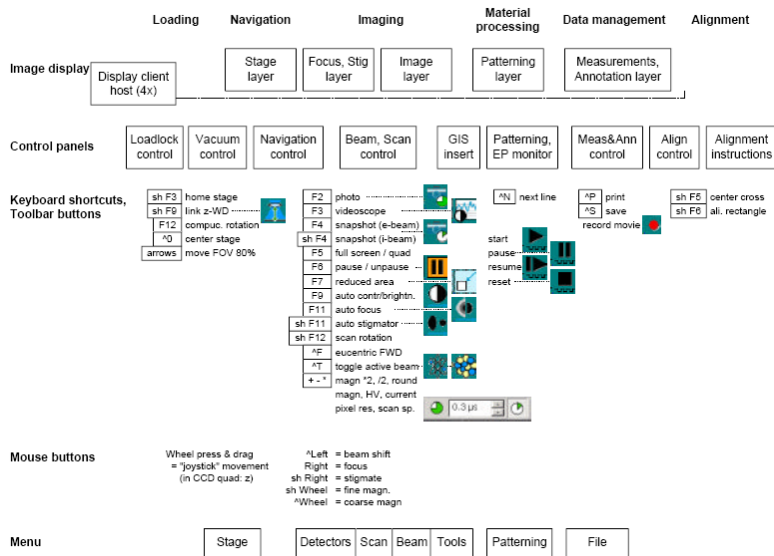 Loading Navigation Imaging Material processing Data management Alignment
Image display
Display client host (4x)
Stage layer
Focus, Stig layer
Image layer
Patterning layer
Measurements, Annotation layer
Control panels
Loadlock control
Vacuum control
Navigation control
Beam, Scan control
GIS insert
Patterning, EP monitor
Meas&Ann control
Align control
Alignment instructions
Keyboard shortcuts,
Toolbar buttons
sh F3 home stage
sh F9 link z-WD
F12 compuc. rotation
^0 center stage
arrows move FOV 80%
F2 photo
F3 videoscope
F4 snapshot (e-beam)
sh F4 snapshot (i-beam)
F5 full screen / quad
F6 pause / unpause
F7 reduced area
F9 auto contr/brightn.
F11 auto focus
sh F11 auto stigmator
sh F12 scan rotation
^F eucentric FWD
^T toggle active beam
+ - * magn *2, /2, round
magn, HV, current
pixel res, scan sp.
0.3 µs
^N next line
start
pause
resume
reset
^P print
^S save
record movie
sh F5 center cross
sh F6 ali. rectangle
Mouse buttons
Wheel press & drag
= "joystick" movement
(in CCD quad: z)
^Left = beam shift
Right = focus
sh Right = stigmate
sh Wheel = fine magn.
^Wheel = coarse magn
Menu
Stage
Detectors Scan Beam Tools
Patterning
File